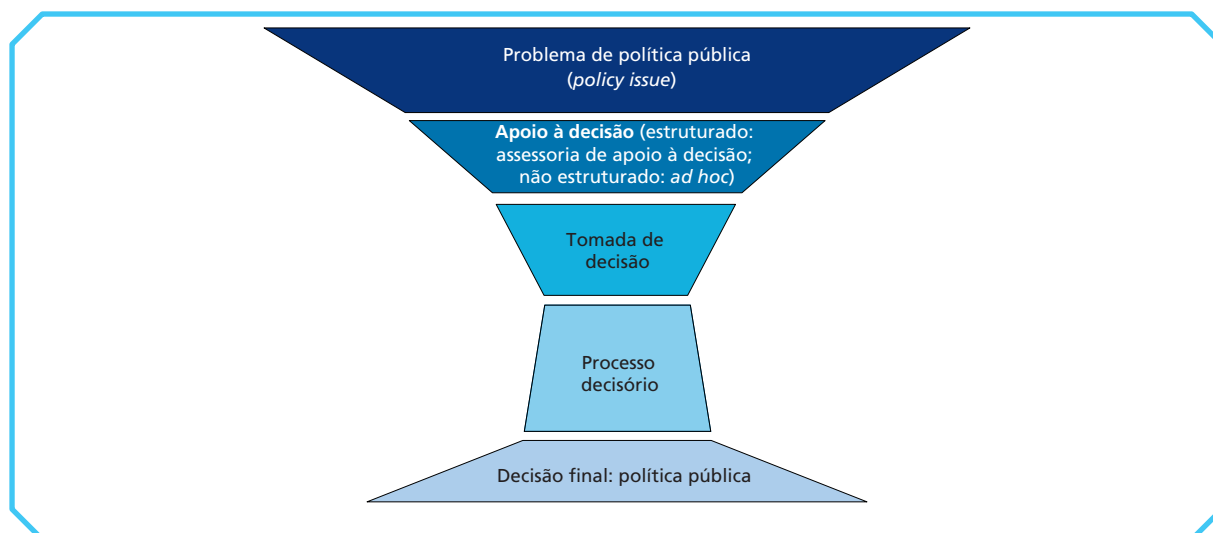 Problema de política pública
(policy issue)
Apoio à decisão (estruturado:
assessoria de apoio à decisão;
não estruturado: ad hoc)
Tomada de
decisão
Processo
decisório
Decisão final: política pública